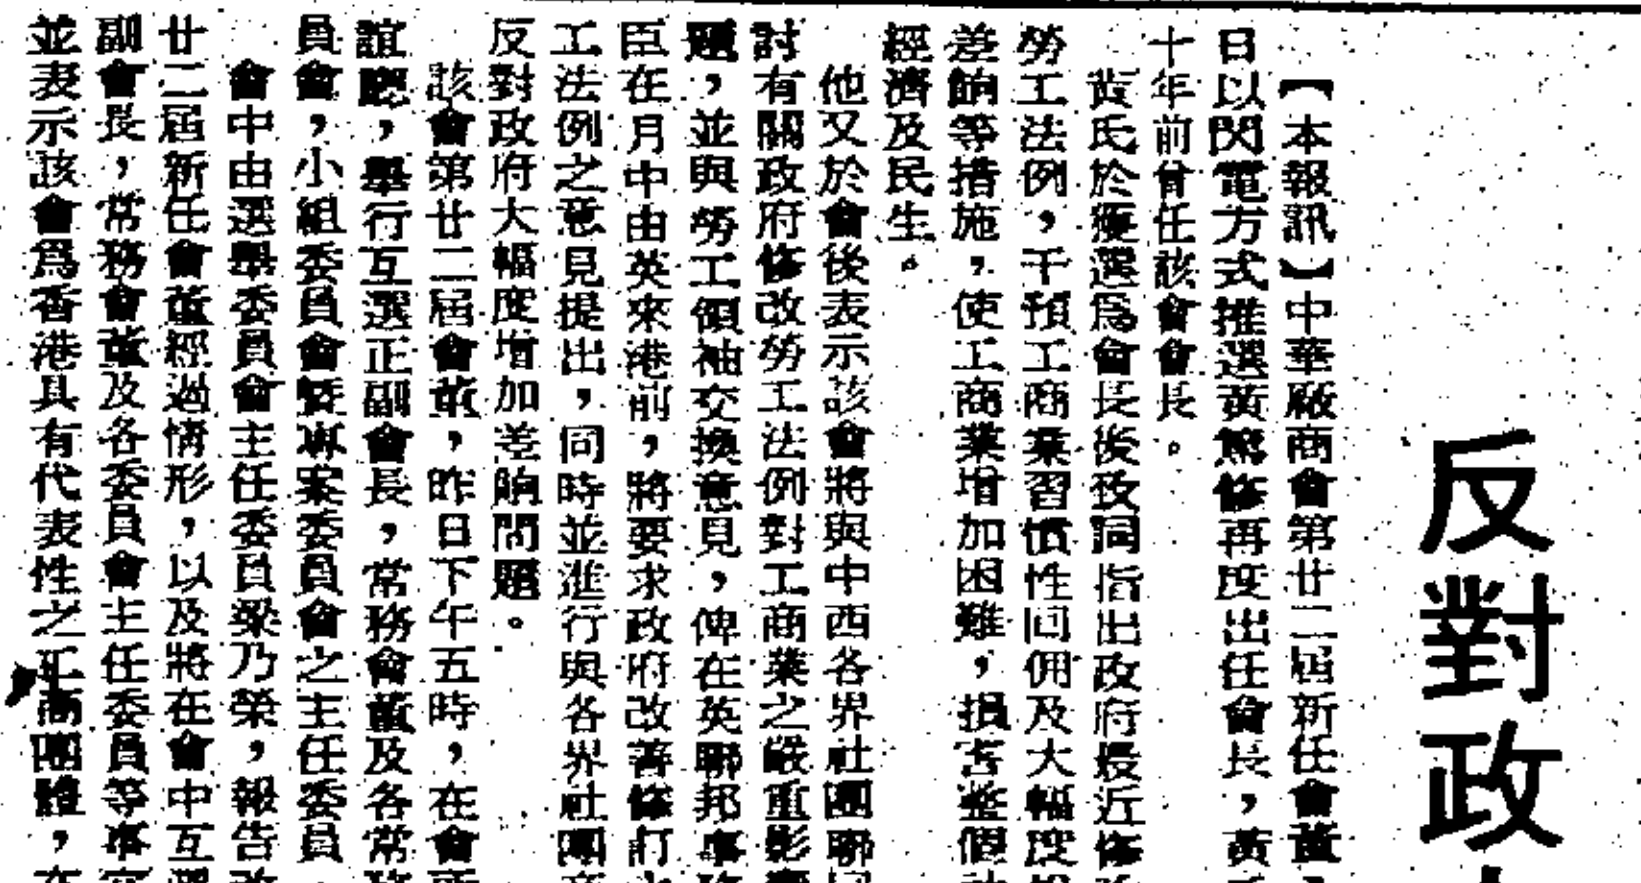 反對政
【本報訊】中華廠商會第廿二屆新任會董，
日以閃電方式推選黃篤修再度出任會長，黃
十年前曾任該會會長。
黃氏於獲選爲會長後致詞指出政府最近修
勞工法例，干預工商業習慣性回佣及大幅度
差餉等措施，使工商業增加困難，損害整個
經濟及民生。
他又於會後表示該會將與中西各界社團聯
討有關政府修改勞工法例對工商業之嚴重影響
題，並與勞工領袖交換意見，俾在英聯邦事務
臣在月中由英來港前，將要求政府改善修訂
工法例之意見提出，同時並進行與各界社團
反對政府大幅度增加差餉問題。
該會第廿二屆會董，昨日下午五時，在會所
誼廳，舉行互選正副會長，常務會董及各常務
員會，小組委員會暨專案委員會之主任委員。
會中由選舉委員會主任委員梁乃榮，報告
廿二屆新任會董經過情形，以及將在會中互選
副會長，常務會董及各委員會主任委員等事宜
並表示該會爲香港具有代表性之工商團體，在